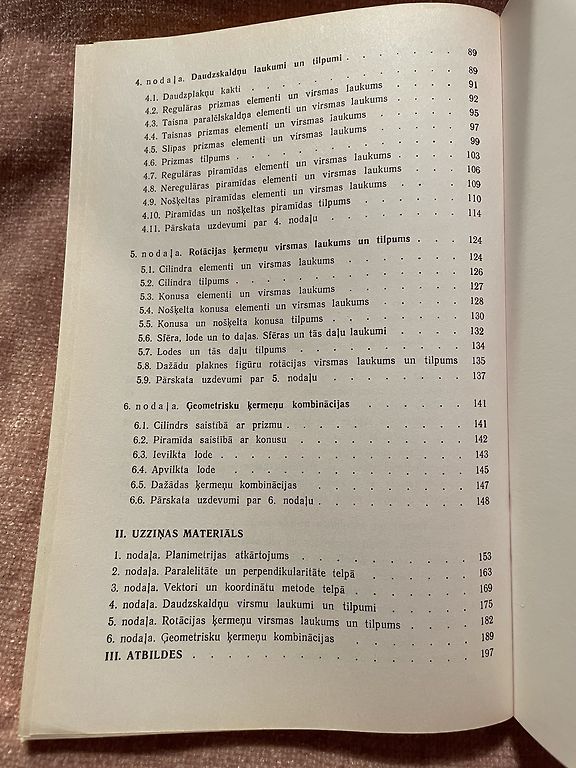 4. nodaļa. Daudzskaldņu laukumi un tilpumi . . . . . . . 89
4.1. Daudzplakņu kakti . . . . . . . . . . 89
4.2. Regulāras prizmas elementi un virsmas laukums . . . . 91
4.3. Taisna paralēlskaldņa elementi un virsmas laukums . . . . 92
4.4. Taisnas prizmas elementi un virsmas laukums . . . . 95
4.5. Slīpas prizmas elementi un virsmas laukums . . . . 97
4.6. Prizmas tilpums . . . . . . . . . . 99
4.7. Regulāras piramīdas elementi un virsmas laukums . . . . 103
4.8. Neregulāras piramīdas elementi un virsmas laukums . . . 106
4.9. Nošķeltas piramīdas elementi un virsmas laukums . . . . 109
4.10. Piramīdas un nošķeltas piramīdas tilpums . . . . . 110
4.11. Pārskata uzdevumi par 4. nodaļu . . . . . . 114
5. nodaļa. Rotācijas ķermeņu virsmas laukums un tilpums . . . 124
5.1. Cilindra elementi un virsmas laukums . . . . . 124
5.2. Cilindra tilpums . . . . . . . . . . 126
5.3. Konusa elementi un virsmas laukums . . . . . 127
5.4. Nošķelta konusa elementi un virsmas laukums . . . . 128
5.5. Konusa un nošķelta konusa tilpums . . . . . . 130
5.6. Sfēra, lode un to daļas. Sfēras un tās daļu laukumi . . . 132
5.7. Lodes un tās daļu tilpums . . . . . . . . 134
5.8. Dažādu plaknes figūru rotācijas virsmas laukums un tilpums 135
5.9. Pārskata uzdevumi par 5. nodaļu . . . . . . 137
6. nodaļa. Ģeometrisku ķermeņu kombinācijas . . . . . 141
6.1. Cilindrs saistībā ar prizmu . . . . . . . . 141
6.2. Piramīda saistībā ar konusu . . . . . . . 142
6.3. Ievilkta lode . . . . . . . . . . . 143
6.4. Apvilkta lode . . . . . . . . . . . 145
6.5. Dažādas ķermeņu kombinācijas . . . . . . . 147
6.6. Pārskata uzdevumi par 6. nodaļu . . . . . . 148
II. UZZIŅAS MATERIĀLS
1. nodaļa. Planimetrijas atkārtojums . . . . . . . 153
2. nodaļa. Paralelitāte un perpendikularitāte telpā . . . . 163
3. nodaļa. Vektori un koordinātu metode telpā . . . . . 169
4. nodaļa. Daudzskaldņu virsmu laukumi un tilpumi . . . . 175
5. nodaļa. Rotācijas ķermeņu virsmas laukums un tilpums . . . 182
6. nodaļa. Ģeometrisku ķermeņu kombinācijas . . . . . 189
III. ATBILDES . . . . . . . . . . . . 197